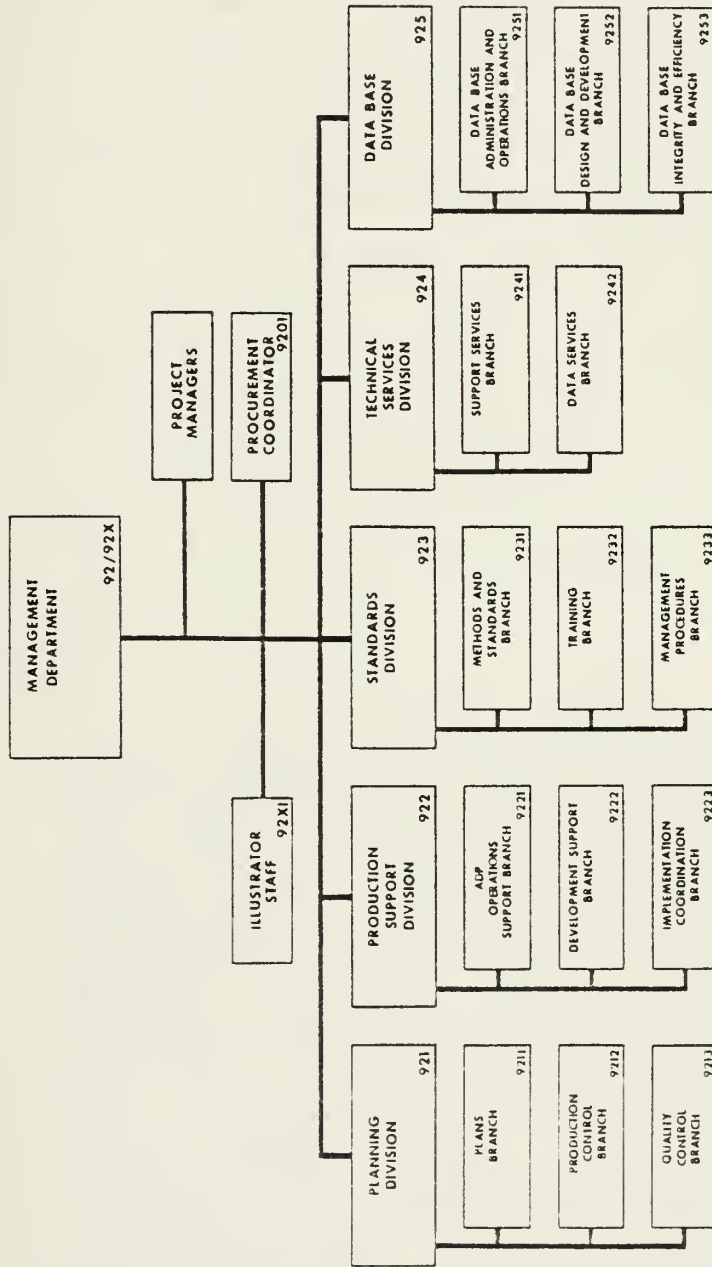 MANAGEMENT
DEPARTMENT
92/92X
PROJECT
MANAGERS
ILLUSTRATOR
STAFF
92X1
PROCUREMENT
COORDINATOR
9201
PLANNING
DIVISION
921
PLANS
BRANCH
9211
PRODUCTION
CONTROL
BRANCH
9212
QUALITY
CONTROL
BRANCH
9213
PRODUCTION
SUPPORT
DIVISION
922
ADP
OPERATIONS
SUPPORT BRANCH
9221
DEVELOPMENT SUPPORT
BRANCH
9222
IMPLEMENTATION
COORDINATION
BRANCH
9223
STANDARDS
DIVISION
923
METHODS AND
STANDARDS
BRANCH
9231
TRAINING
BRANCH
9232
MANAGEMENT
PROCEDURES
BRANCH
9233
TECHNICAL
SERVICES
DIVISION
924
SUPPORT SERVICES
BRANCH
9241
DATA SERVICES
BRANCH
9242
DATA BASE
DIVISION
925
DATA BASE
ADMINISTRATION AND
OPERATIONS BRANCH
9251
DATA BASE
DESIGN AND DEVELOPMENT
BRANCH
9252
DATA BASE
INTEGRITY AND EFFICIENCY
BRANCH
9253